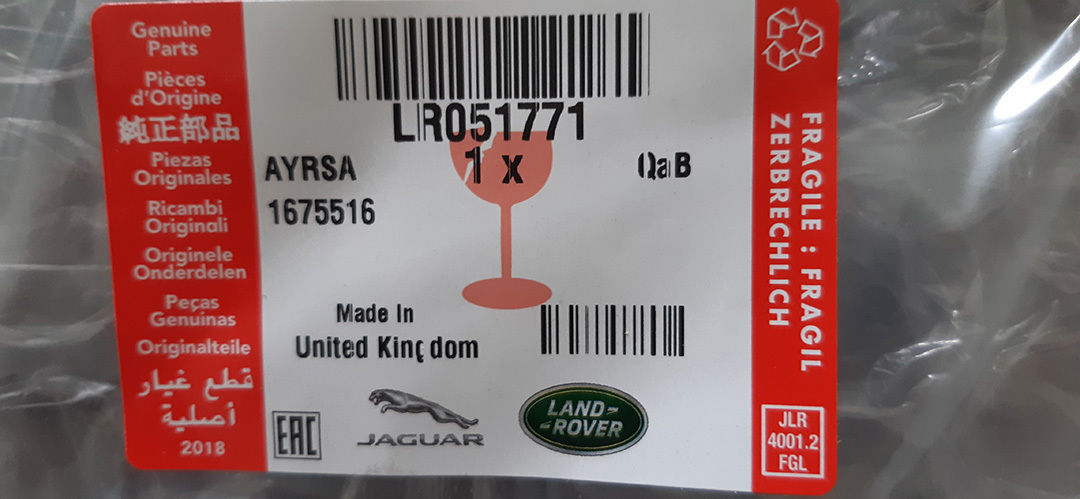 Genuine
Parts
Pièces
d'Origine
純正部品
Piezas
Originales
Ricambi
Originali
Originele
Onderdelen
Peças
Genuinas
Originalteile
قطع غيار
أصلية
2018
LR051771
1 x
QaB
AYRSA
1675516
Made In
United Kingdom
EAC
JAGUAR
LAND-
-ROVER
FRAGILE : FRAGIL
ZERBRECHLICH
JLR
4001.2
FGL